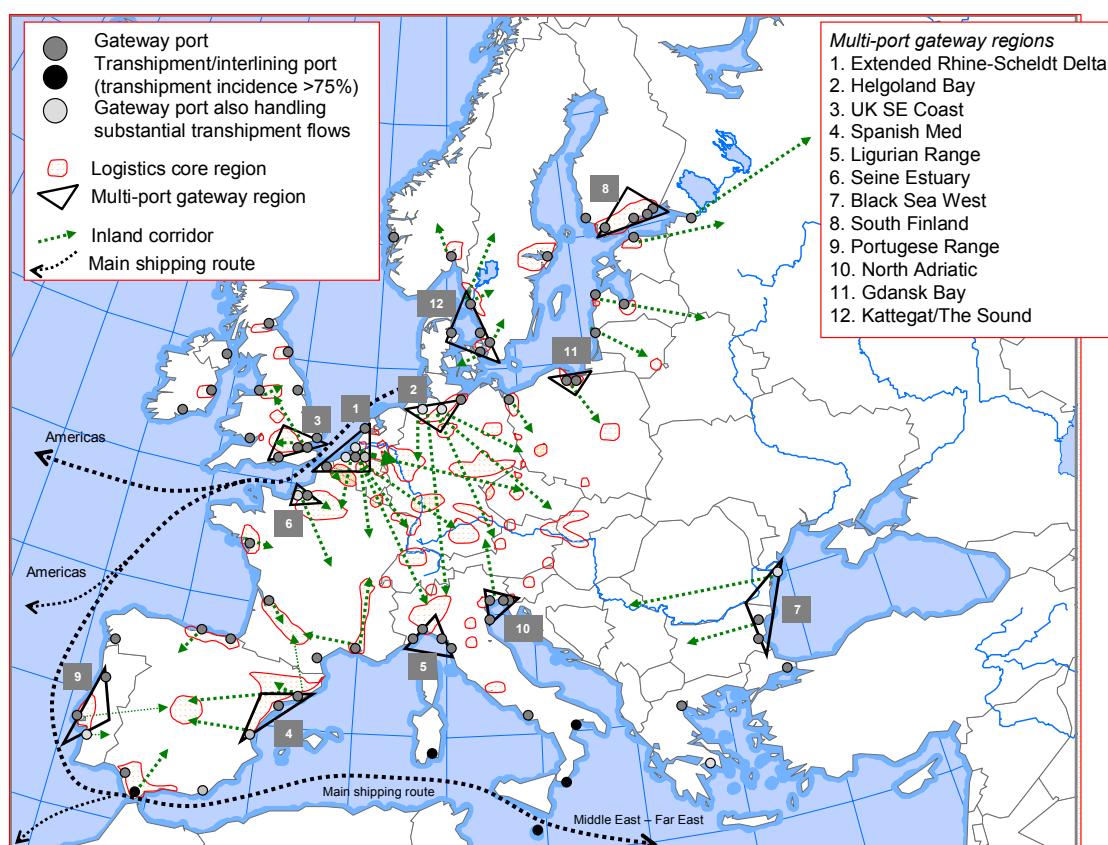 Gateway port
Transhipment/interlining port
(transhipment incidence >75%)
Gateway port also handling
substantial transhipment flows
Logistics core region
Multi-port gateway region
Inland corridor
Main shipping route
Multi-port gateway regions
1. Extended Rhine-Scheldt Delta
2. Helgoland Bay
3. UK SE Coast
4. Spanish Med
5. Ligurian Range
6. Seine Estuary
7. Black Sea West
8. South Finland
9. Portugese Range
10. North Adriatic
11. Gdansk Bay
12. Kattegat/The Sound
8
12
11
2
1
3
Americas
6
Americas
7
10
5
9
4
Main shipping route
Middle East – Far East